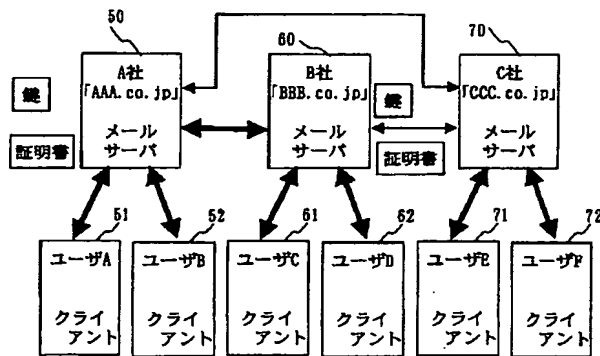 50
60
70
A社
「AAA.co.jp」
メール
サーバ
B社
「BBB.co.jp」
メール
サーバ
C社
「CCC.co.jp」
メール
サーバ
鍵
証明書
鍵
証明書
51
52
61
62
71
72
ユーザA
クライ
アント
ユーザB
クライ
アント
ユーザC
クライ
アント
ユーザD
クライ
アント
ユーザE
クライ
アント
ユーザF
クライ
アント